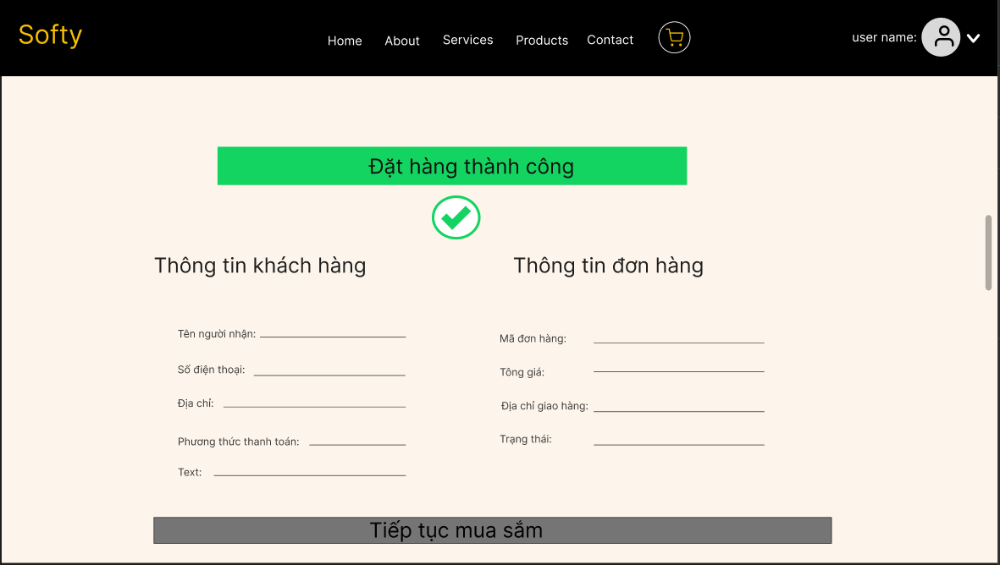 Softy
Home About Services Products Contact
user name:
Đặt hàng thành công
Thông tin khách hàng
Thông tin đơn hàng
Tên người nhận:
Số điện thoại:
Địa chỉ:
Phương thức thanh toán:
Text:
Mã đơn hàng:
Tông giá:
Địa chỉ giao hàng:
Trạng thái:
Tiếp tục mua sắm